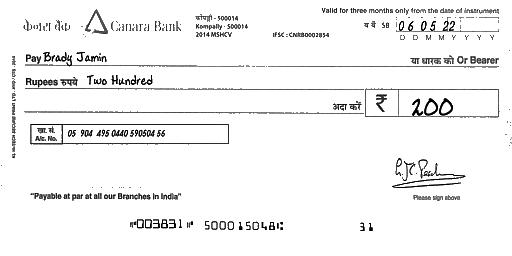 केनरा बैंक Canara Bank
कोंपल्ली - 500014
Kompally - 500014
2014 MSHCV
IFSC : CNRB0002854
Valid for three months only from the date of instrument
SB 06 05 22
D D M M Y Y Y Y
Pay Brady Jamin या धारक को Or Bearer
Rupees रुपये Two Hundred
अदा करें ₹ 200
खा. सं. A/c. No. 05 904 495 0440 590504 56
Please sign above
"Payable at par at all our Branches in India"
⑈003831⑈ 500015048⑆ 31